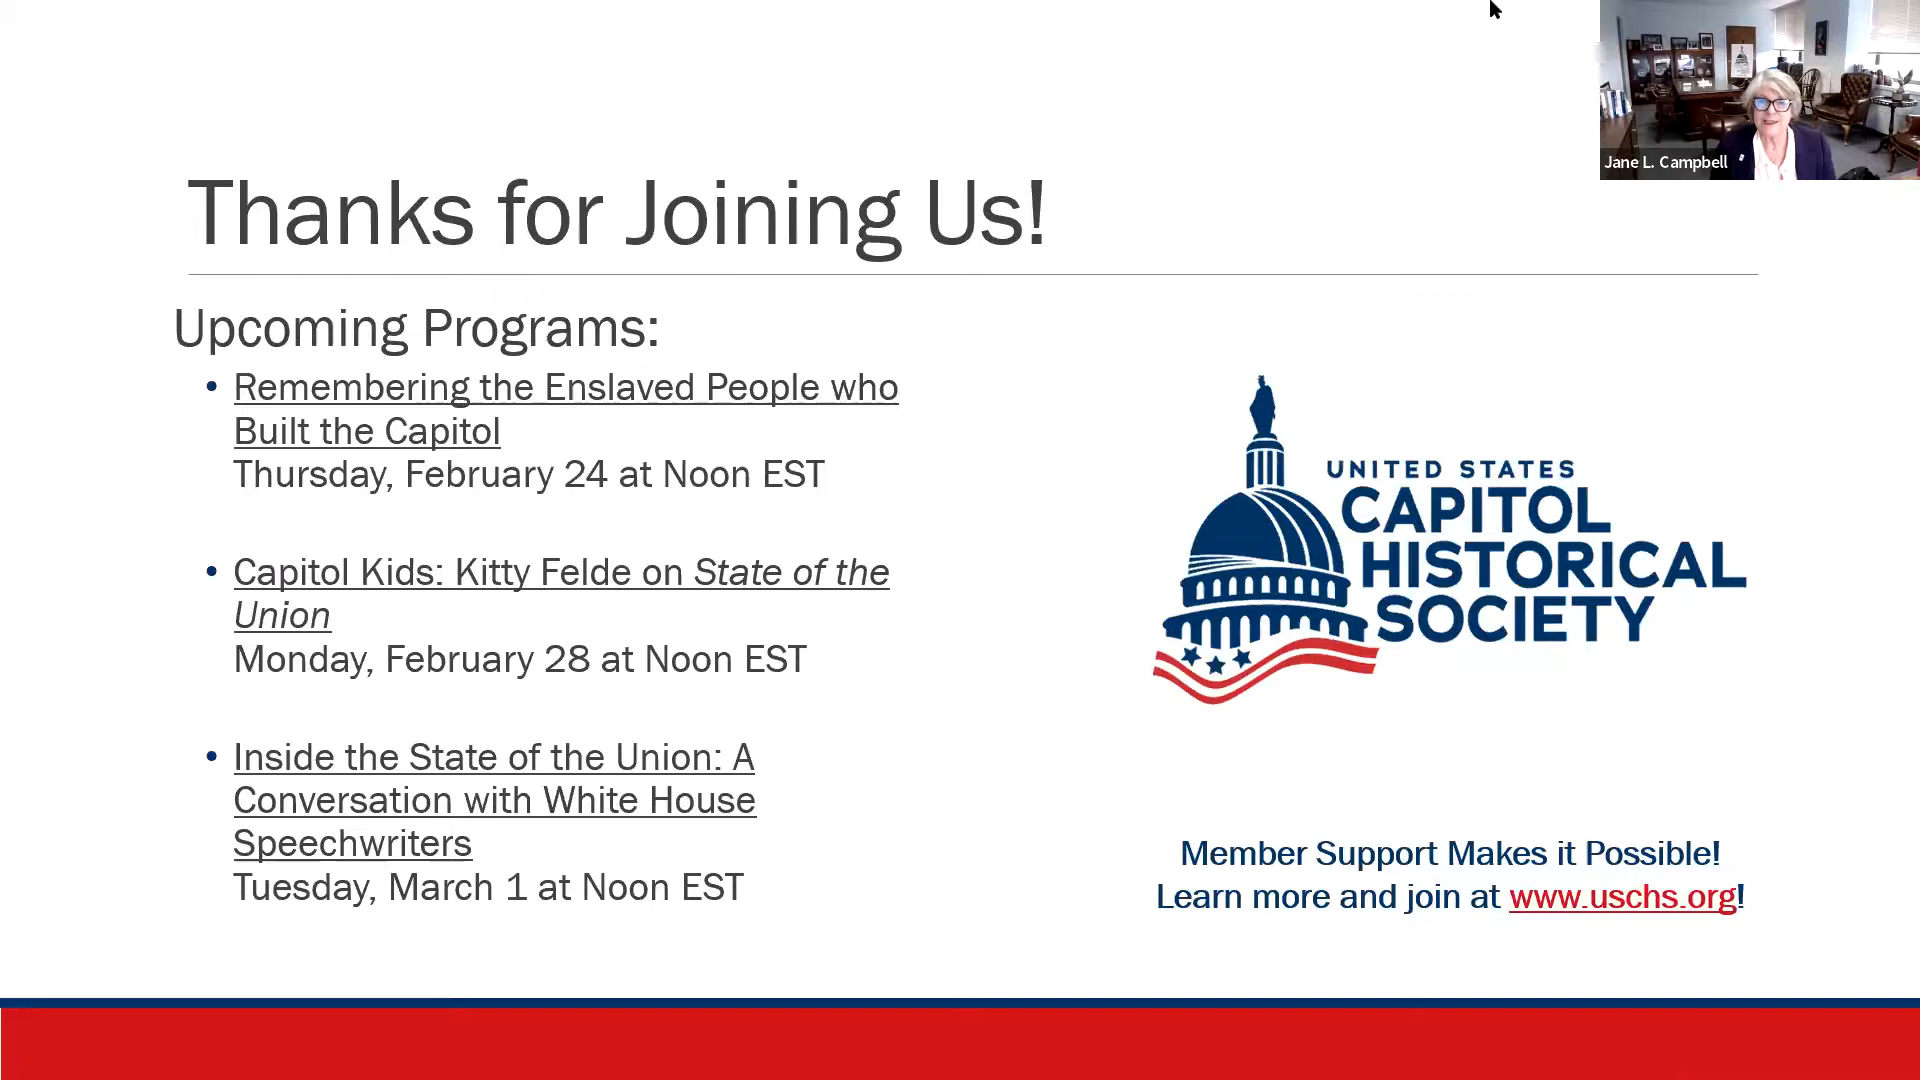 Jane L. Campbell
Thanks for Joining Us!
Upcoming Programs:
• Remembering the Enslaved People who
Built the Capitol
Thursday, February 24 at Noon EST
• Capitol Kids: Kitty Felde on State of the
Union
Monday, February 28 at Noon EST
• Inside the State of the Union: A
Conversation with White House
Speechwriters
Tuesday, March 1 at Noon EST
UNITED STATES
CAPITOL
HISTORICAL
SOCIETY
Member Support Makes it Possible!
Learn more and join at www.uschs.org!